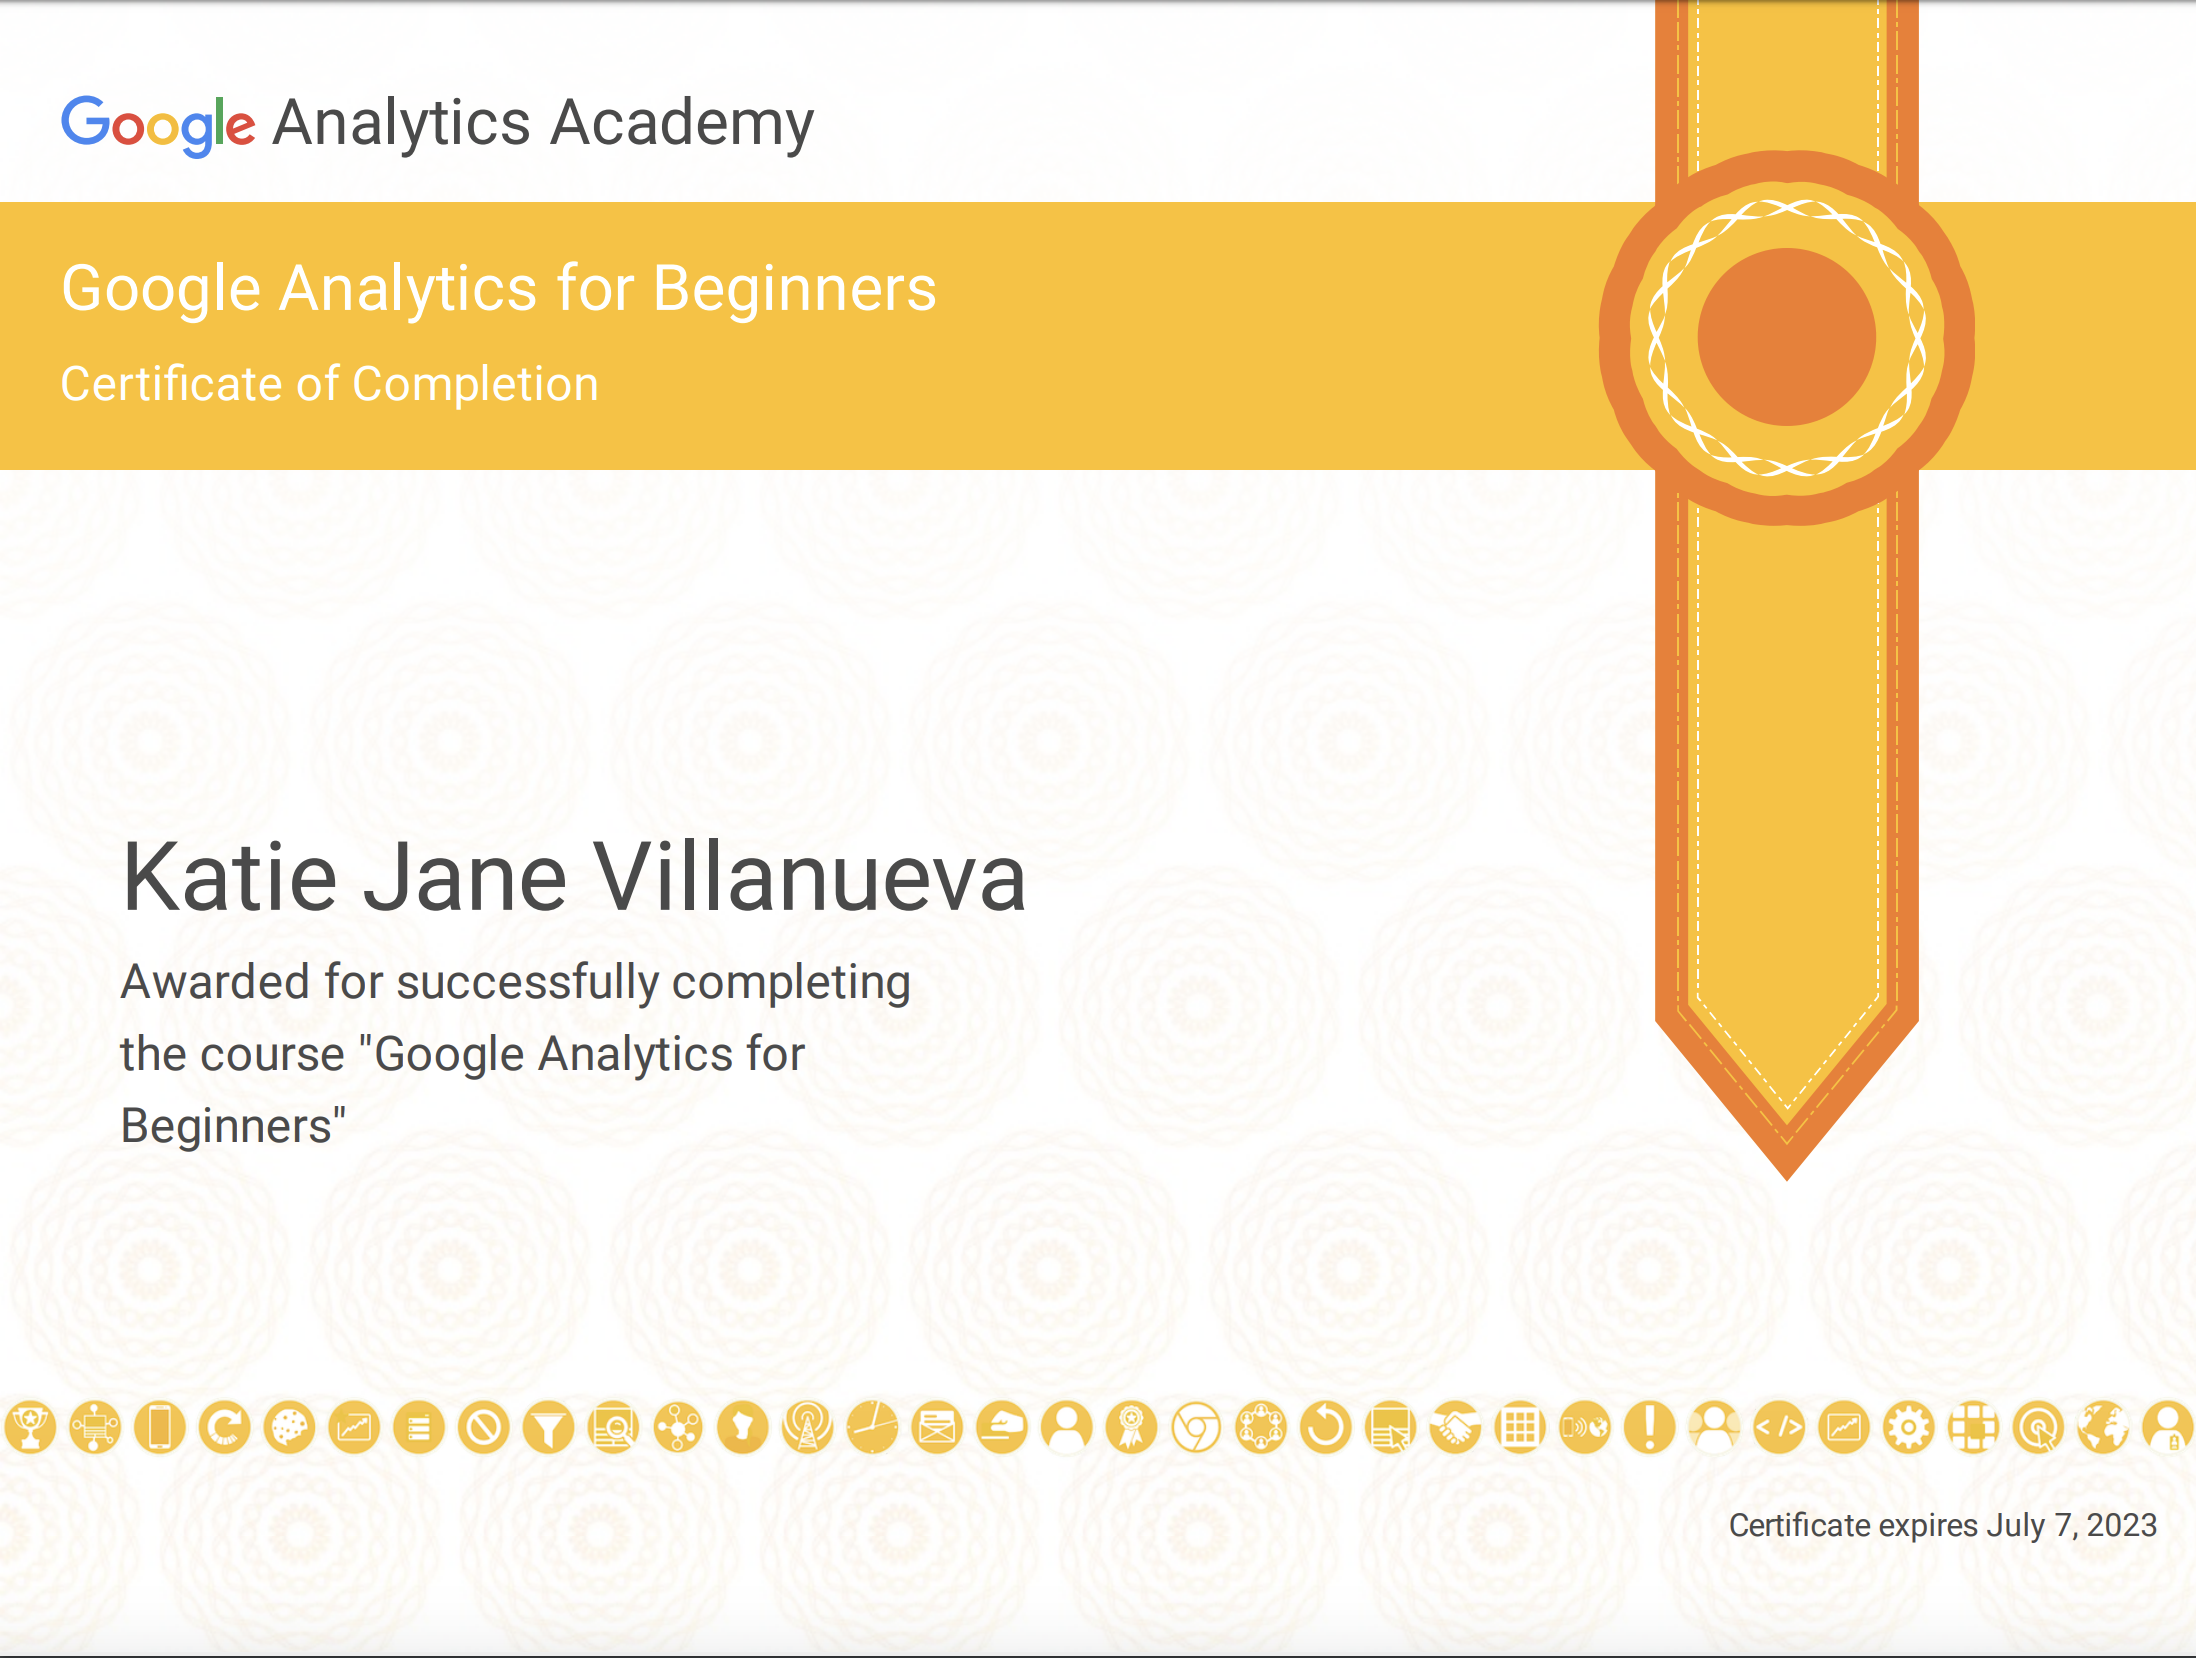 Google Analytics Academy
Google Analytics for Beginners
Certificate of Completion
Katie Jane Villanueva
Awarded for successfully completing
the course "Google Analytics for
Beginners"
Certificate expires July 7, 2023